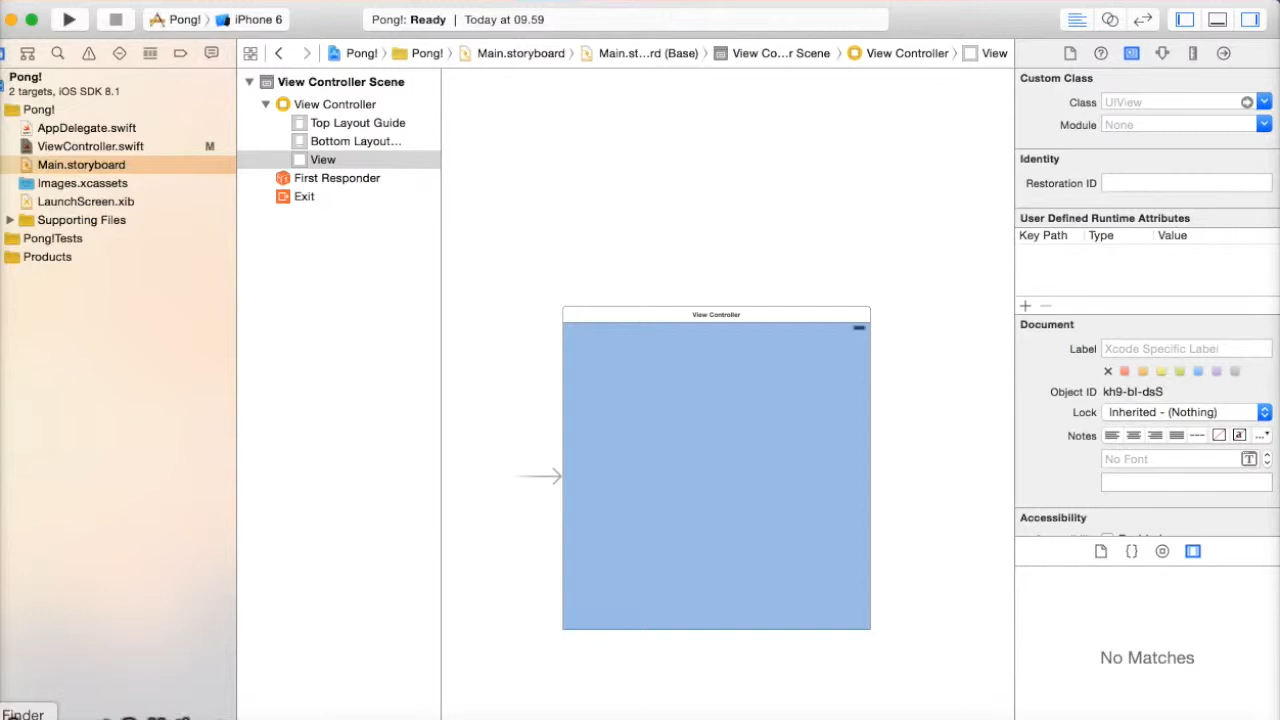 Pong! iPhone 6
Pong!: Ready | Today at 09.59
Pong! Pong! Main.storyboard Main.st...rd (Base) View Co...r Scene View Controller View
Pong!
2 targets, iOS SDK 8.1
Pong!
AppDelegate.swift
ViewController.swift M
Main.storyboard
Images.xcassets
LaunchScreen.xib
Supporting Files
Pong!Tests
Products
View Controller Scene
View Controller
Top Layout Guide
Bottom Layout...
View
First Responder
Exit
View Controller
Custom Class
Class UIView
Module None
Identity
Restoration ID
User Defined Runtime Attributes
Key Path Type Value
Document
Label Xcode Specific Label
Object ID kh9-bI-dsS
Lock Inherited - (Nothing)
Notes
No Font
Accessibility
No Matches
Finder